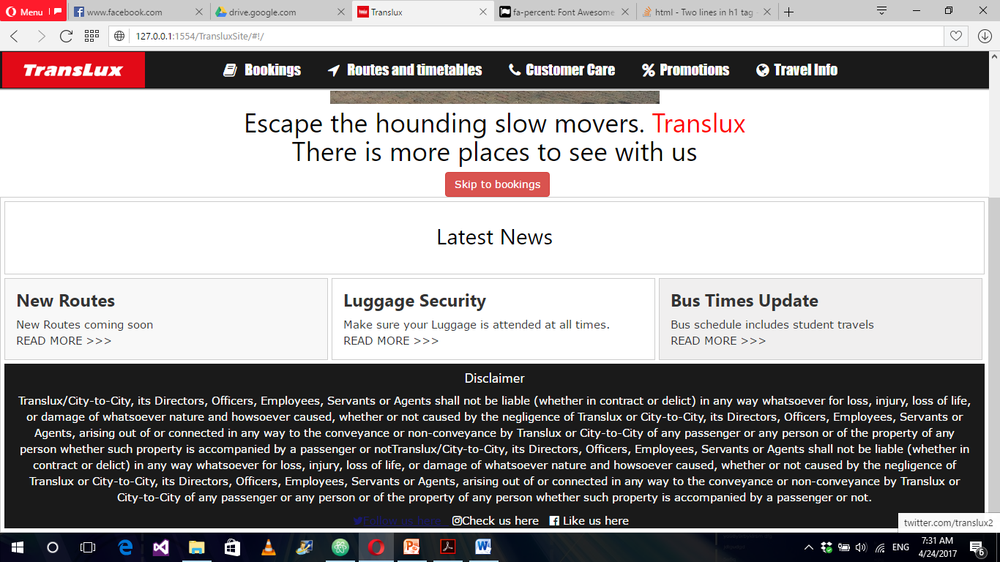 Menu
www.facebook.com
drive.google.com
Translux
fa-percent: Font Awesome
html - Two lines in h1 tag
127.0.0.1:1554/TransluxSite/#!/
TRANSLUX
Bookings
Routes and timetables
Customer Care
Promotions
Travel Info
Escape the hounding slow movers. Translux
There is more places to see with us
Skip to bookings
Latest News
New Routes
New Routes coming soon
READ MORE >>>
Luggage Security
Make sure your Luggage is attended at all times.
READ MORE >>>
Bus Times Update
Bus schedule includes student travels
READ MORE >>>
Disclaimer
Translux/City-to-City, its Directors, Officers, Employees, Servants or Agents shall not be liable (whether in contract or delict) in any way whatsoever for loss, injury, loss of life,
or damage of whatsoever nature and howsoever caused, whether or not caused by the negligence of Translux or City-to-City, its Directors, Officers, Employees, Servants or
Agents, arising out of or connected in any way to the conveyance or non-conveyance by Translux or City-to-City of any passenger or any person or of the property of any
person whether such property is accompanied by a passenger or notTranslux/City-to-City, its Directors, Officers, Employees, Servants or Agents shall not be liable (whether in
contract or delict) in any way whatsoever for loss, injury, loss of life, or damage of whatsoever nature and howsoever caused, whether or not caused by the negligence of
Translux or City-to-City, its Directors, Officers, Employees, Servants or Agents, arising out of or connected in any way to the conveyance or non-conveyance by Translux or
City-to-City of any passenger or any person or of the property of any person whether such property is accompanied by a passenger or not.
Follow us here
Check us here
Like us here
twitter.com/translux2
ENG
7:31 AM
4/24/2017
6